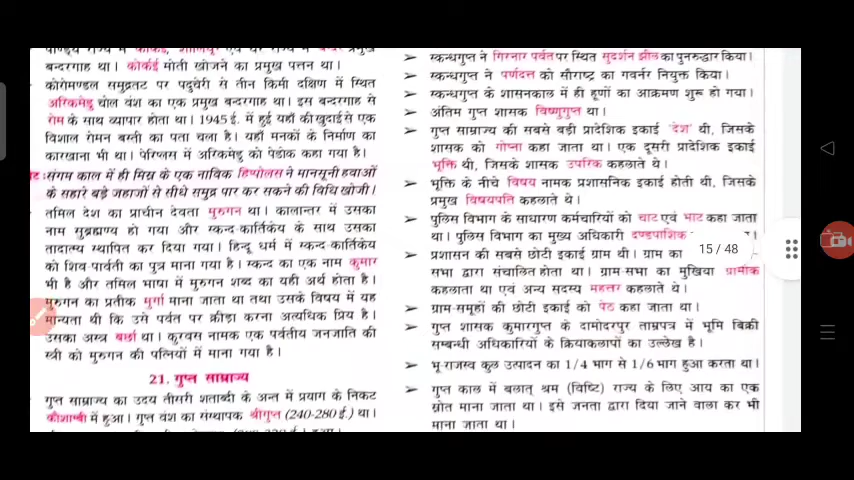 पाण्ड्य राज्य में कोर्कई, शालियूर एवं चेर राज्य में बन्दर प्रमुख
बन्दरगाह था। कोर्कई मोती खोजने का प्रमुख पत्तन था।
कोरोमण्डल समुद्रतट पर पदुचेरी से तीन किमी दक्षिण में स्थित
अरिकमेडु चोल वंश का एक प्रमुख बन्दरगाह था। इस बन्दरगाह से
रोम के साथ व्यापार होता था। 1945 ई. में हुई यहाँ की खुदाई से एक
विशाल रोमन बस्ती का पता चला है। यहाँ मनकों के निर्माण का
कारखाना भी था। पेरिप्लस में अरिकमेडु को पेडोक कहा गया है।
ट : संगम काल में ही मिस्र के एक नाविक हिप्पोलस ने मानसूनी हवाओं
के सहारे बड़े जहाजों से सीधे समुद्र पार कर सकने की विधि खोजी।
तमिल देश का प्राचीन देवता मुरुगन था। कालान्तर में उसका
नाम सुब्रह्मण्य हो गया और स्कन्द-कार्तिकेय के साथ उसका
तादात्म्य स्थापित कर दिया गया। हिन्दू धर्म में स्कन्द-कार्तिकेय
को शिव-पार्वती का पुत्र माना गया है। स्कन्द का एक नाम कुमार
भी है और तमिल भाषा में मुरुगन शब्द का यही अर्थ होता है।
मुरुगन का प्रतीक मुर्गा माना जाता था तथा उसके विषय में यह
मान्यता थी कि उसे पर्वत पर क्रीड़ा करना अत्यधिक प्रिय है।
उसका अस्त्र बर्छा था। कुरवस नामक एक पर्वतीय जनजाति की
स्त्री को मुरुगन की पत्नियों में माना गया है।
21. गुप्त साम्राज्य
गुप्त साम्राज्य का उदय तीसरी शताब्दी के अन्त में प्रयाग के निकट
कौशाम्बी में हुआ। गुप्त वंश का संस्थापक श्रीगुप्त (240-280 ई.) था।
➢ स्कन्धगुप्त ने गिरनार पर्वत पर स्थित सुदर्शन झील का पुनरुद्धार किया।
➢ स्कन्धगुप्त ने पर्णदत्त को सौराष्ट्र का गवर्नर नियुक्त किया।
➢ स्कन्धगुप्त के शासनकाल में ही हूणों का आक्रमण शुरू हो गया।
➢ अंतिम गुप्त शासक विष्णुगुप्त था।
➢ गुप्त साम्राज्य की सबसे बड़ी प्रादेशिक इकाई 'देश' थी, जिसके
शासक को गोप्ना कहा जाता था। एक दूसरी प्रादेशिक इकाई
भूक्ति थी, जिसके शासक उपरिक कहलाते थे।
➢ भूक्ति के नीचे विषय नामक प्रशासनिक इकाई होती थी, जिसके
प्रमुख विषयपति कहलाते थे।
➢ पुलिस विभाग के साधारण कर्मचारियों को चाट एवं भाट कहा जाता
था। पुलिस विभाग का मुख्य अधिकारी दण्डपाशिक
15 / 48
➢ प्रशासन की सबसे छोटी इकाई ग्राम थी। ग्राम का
सभा द्वारा संचालित होता था। ग्राम-सभा का मुखिया ग्रामीक
कहलाता था एवं अन्य सदस्य महत्तर कहलाते थे।
➢ ग्राम-समूहों की छोटी इकाई को पेठ कहा जाता था।
➢ गुप्त शासक कुमारगुप्त के दामोदरपुर ताम्रपत्र में भूमि बिक्री
सम्बन्धी अधिकारियों के क्रियाकलापों का उल्लेख है।
➢ भू-राजस्व कुल उत्पादन का 1/4 भाग से 1/6 भाग हुआ करता था।
➢ गुप्त काल में बलात् श्रम (विष्टि) राज्य के लिए आय का एक
स्रोत माना जाता था। इसे जनता द्वारा दिया जाने वाला कर भी
माना जाता था।